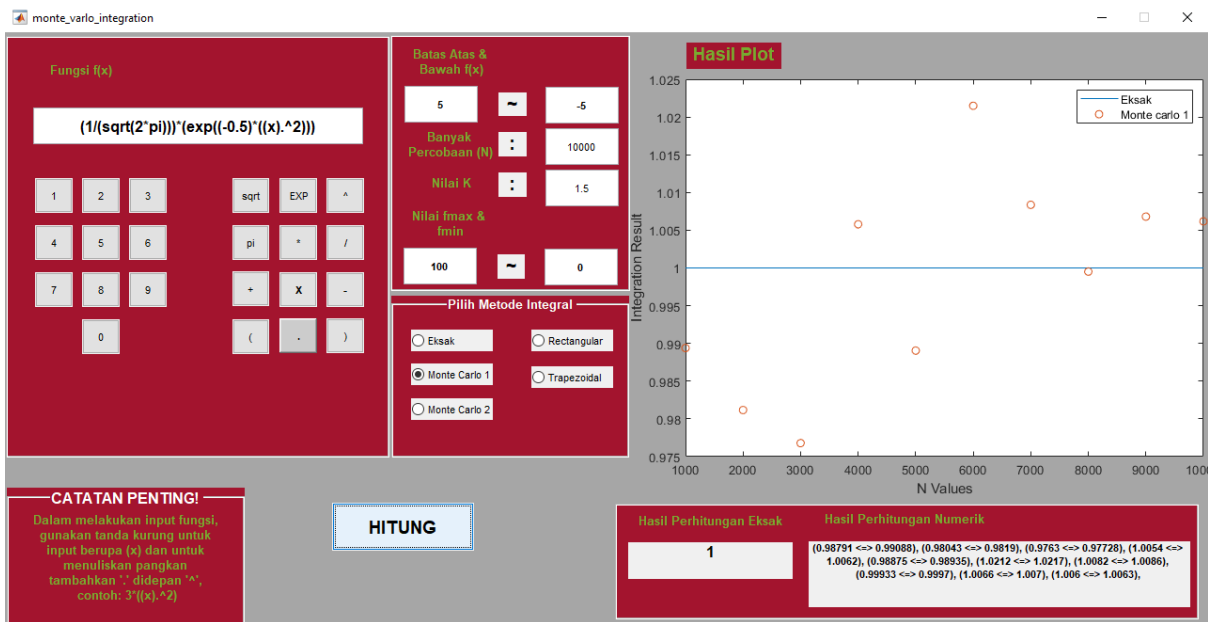 monte_varlo_integration
Fungsi f(x)
(1/(sqrt(2*pi)))*(exp((-0.5)*((x).^2)))
1 2 3 sqrt EXP ^
4 5 6 pi * /
7 8 9 + X -
0 ( . )
Batas Atas &
Bawah f(x)
5 ~ -5
Banyak
Percobaan (N) : 10000
Nilai K : 1.5
Nilai fmax &
fmin
100 ~ 0
Pilih Metode Integral
Eksak Rectangular
Monte Carlo 1 Trapezoidal
Monte Carlo 2
Hasil Plot
1.025
1.02
1.015
1.01
1.005
1
0.995
0.99
0.985
0.98
0.975
Integration Result
Eksak
Monte carlo 1
1000 2000 3000 4000 5000 6000 7000 8000 9000 1000
N Values
CATATAN PENTING!
Dalam melakukan input fungsi,
gunakan tanda kurung untuk
input berupa (x) dan untuk
menuliskan pangkan
tambahkan '.' didepan '^',
contoh: 3*((x).^2)
HITUNG
Hasil Perhitungan Eksak
1
Hasil Perhitungan Numerik
(0.98791 <=> 0.99088), (0.98043 <=> 0.9819), (0.9763 <=> 0.97728), (1.0054 <=>
1.0062), (0.98875 <=> 0.98935), (1.0212 <=> 1.0217), (1.0082 <=> 1.0086),
(0.99933 <=> 0.9997), (1.0066 <=> 1.007), (1.006 <=> 1.0063),